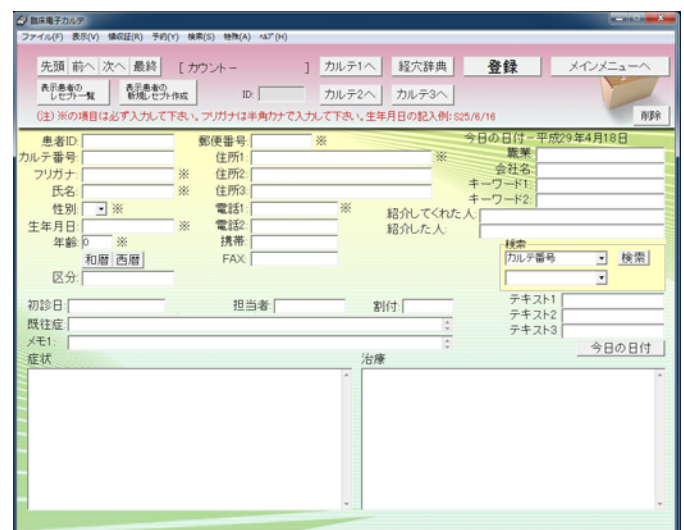 臨床電子カルテ
ファイル(F) 表示(V) 領収証(R) 予約(Y) 検索(S) 特殊(A) ヘルプ(H)
先頭 前へ 次へ 最終 [ カウント － ] カルテ1へ 経穴辞典 登録 メインメニューへ
表示患者の レセプト一覧 表示患者の 新規レセプト作成 ID: カルテ2へ カルテ3へ
(注) ※の項目は必ず入力して下さい。フリガナは半角カナで入力して下さい。生年月日の記入例: S25/6/16 削除
今日の日付－平成29年4月18日
患者ID: 郵便番号: ※ 職業:
カルテ番号: 住所1: ※ 会社名:
フリガナ: ※ 住所2: キーワード1:
氏名: ※ 住所3: キーワード2:
性別: ※ 電話1: ※ 紹介してくれた人:
生年月日: ※ 電話2: 紹介した人:
年齢: 0 ※ 携帯: 検索
和暦 西暦 FAX: カルテ番号 検索
区分:
初診日: 担当者: 割付: テキスト1
既往症: テキスト2
メモ1: テキスト3
今日の日付
症状 治療